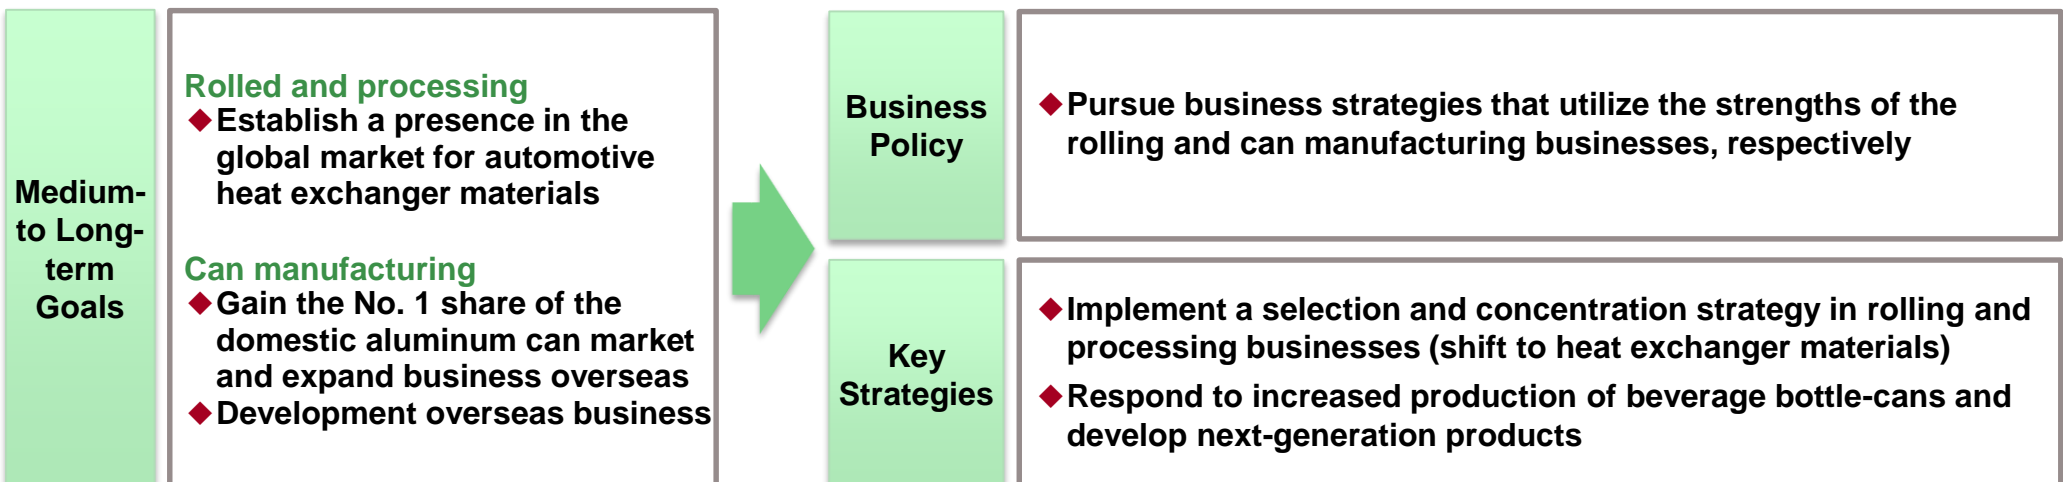 Medium-
to Long-
term
Goals
Rolled and processing
◆Establish a presence in the
global market for automotive
heat exchanger materials
Can manufacturing
◆Gain the No. 1 share of the
domestic aluminum can market
and expand business overseas
◆Development overseas business
Business
Policy
◆Pursue business strategies that utilize the strengths of the
rolling and can manufacturing businesses, respectively
Key
Strategies
◆Implement a selection and concentration strategy in rolling and
processing businesses (shift to heat exchanger materials)
◆Respond to increased production of beverage bottle-cans and
develop next-generation products